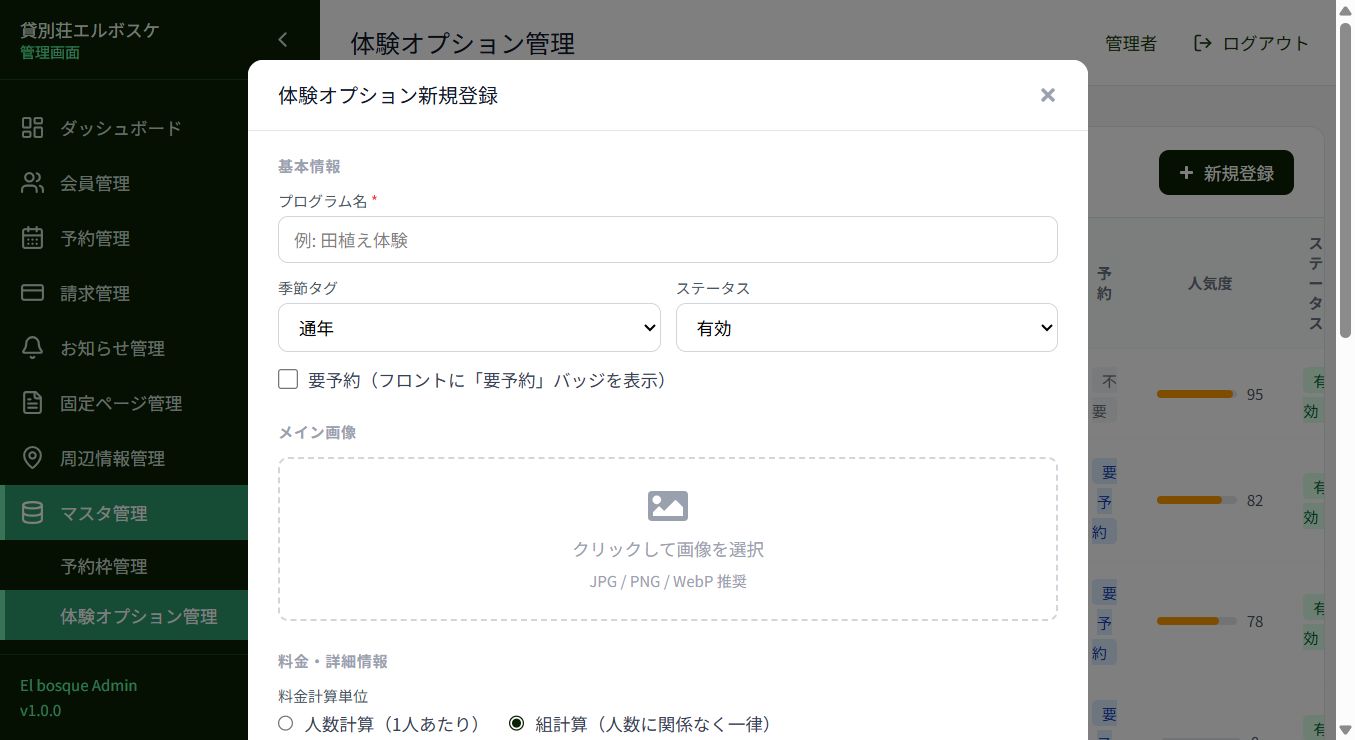 貸別荘エルボスケ
管理画面
ダッシュボード
会員管理
予約管理
請求管理
お知らせ管理
固定ページ管理
周辺情報管理
マスタ管理
予約枠管理
体験オプション管理
El bosque Admin
v1.0.0
体験オプション管理
管理者
ログアウト
体験オプション新規登録
基本情報
プログラム名 *
例: 田植え体験
季節タグ
ステータス
通年
有効
要予約（フロントに「要予約」バッジを表示）
メイン画像
クリックして画像を選択
JPG / PNG / WebP 推奨
料金・詳細情報
料金計算単位
人数計算（1人あたり）
組計算（人数に関係なく一律）
新規登録
予約
人気度
ステータス
不要
95
有効
要予約
82
有効
要予約
78
有効
要
有